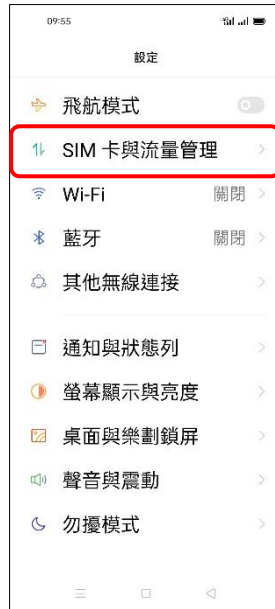 09:55
設定
飛航模式
SIM 卡與流量管理
Wi-Fi 關閉
藍牙 關閉
其他無線連接
通知與狀態列
螢幕顯示與亮度
桌面與樂劃鎖屏
聲音與震動
勿擾模式